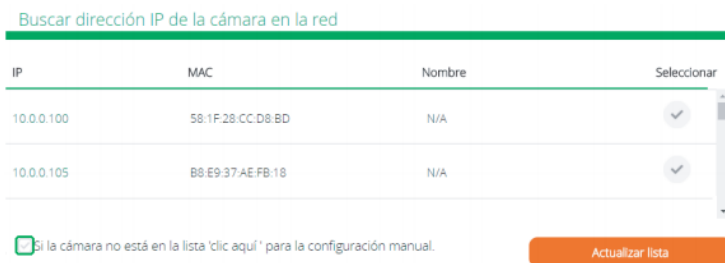 Buscar dirección IP de la cámara en la red
IP MAC Nombre Seleccionar
10.0.0.100 58:1F:28:CC:D8:BD N/A
10.0.0.105 B8:E9:37:AE:FB:18 N/A
Si la cámara no está en la lista 'clic aquí ' para la configuración manual.
Actualizar lista